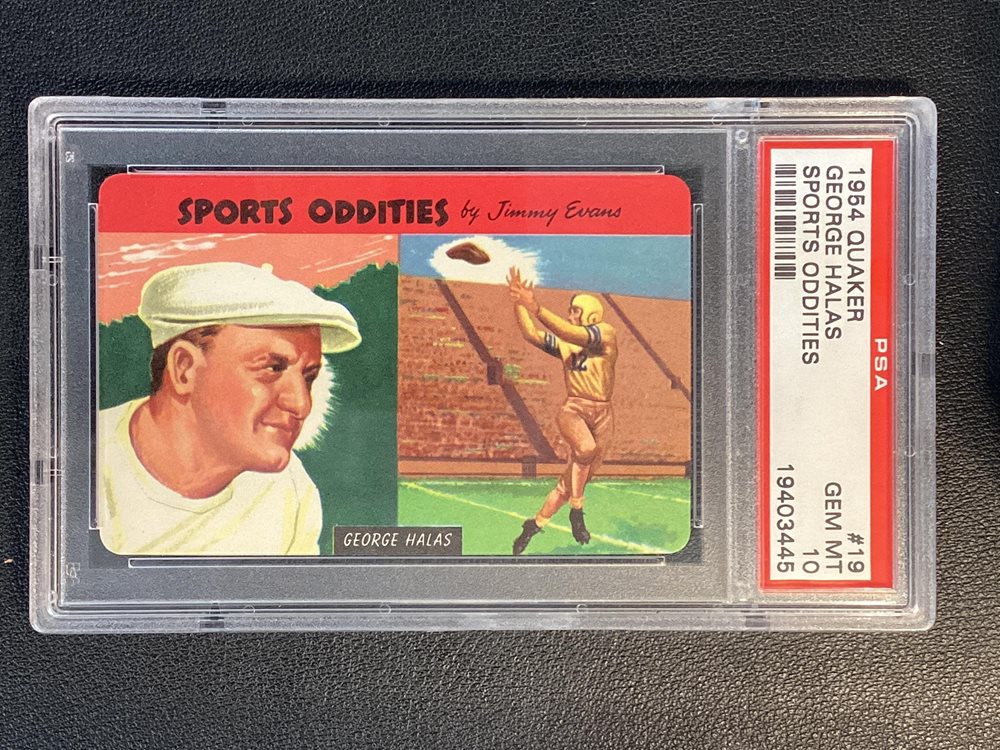 SPORTS ODDITIES by Jimmy Evans
GEORGE HALAS
12
1954 QUAKER #19
GEORGE HALAS GEM MT
SPORTS ODDITIES 10
19403445
PSA